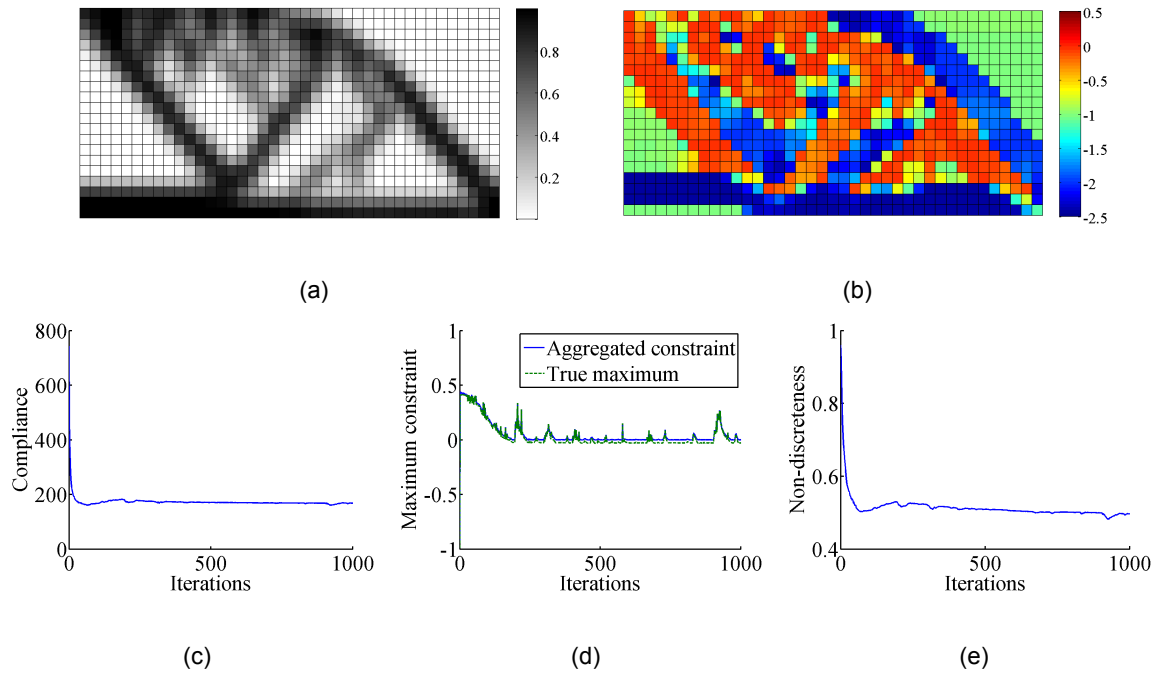 0.8
0.6
0.4
0.2
0.5
0
-0.5
-1
-1.5
-2
-2.5
(a)
(b)
800
600
400
200
0
Compliance
0
500
1000
Iterations
(c)
1
0.5
0
-0.5
-1
Maximum constraint
Aggregated constraint
True maximum
0
500
1000
Iterations
(d)
1
0.8
0.6
0.4
Non-discreteness
0
500
1000
Iterations
(e)